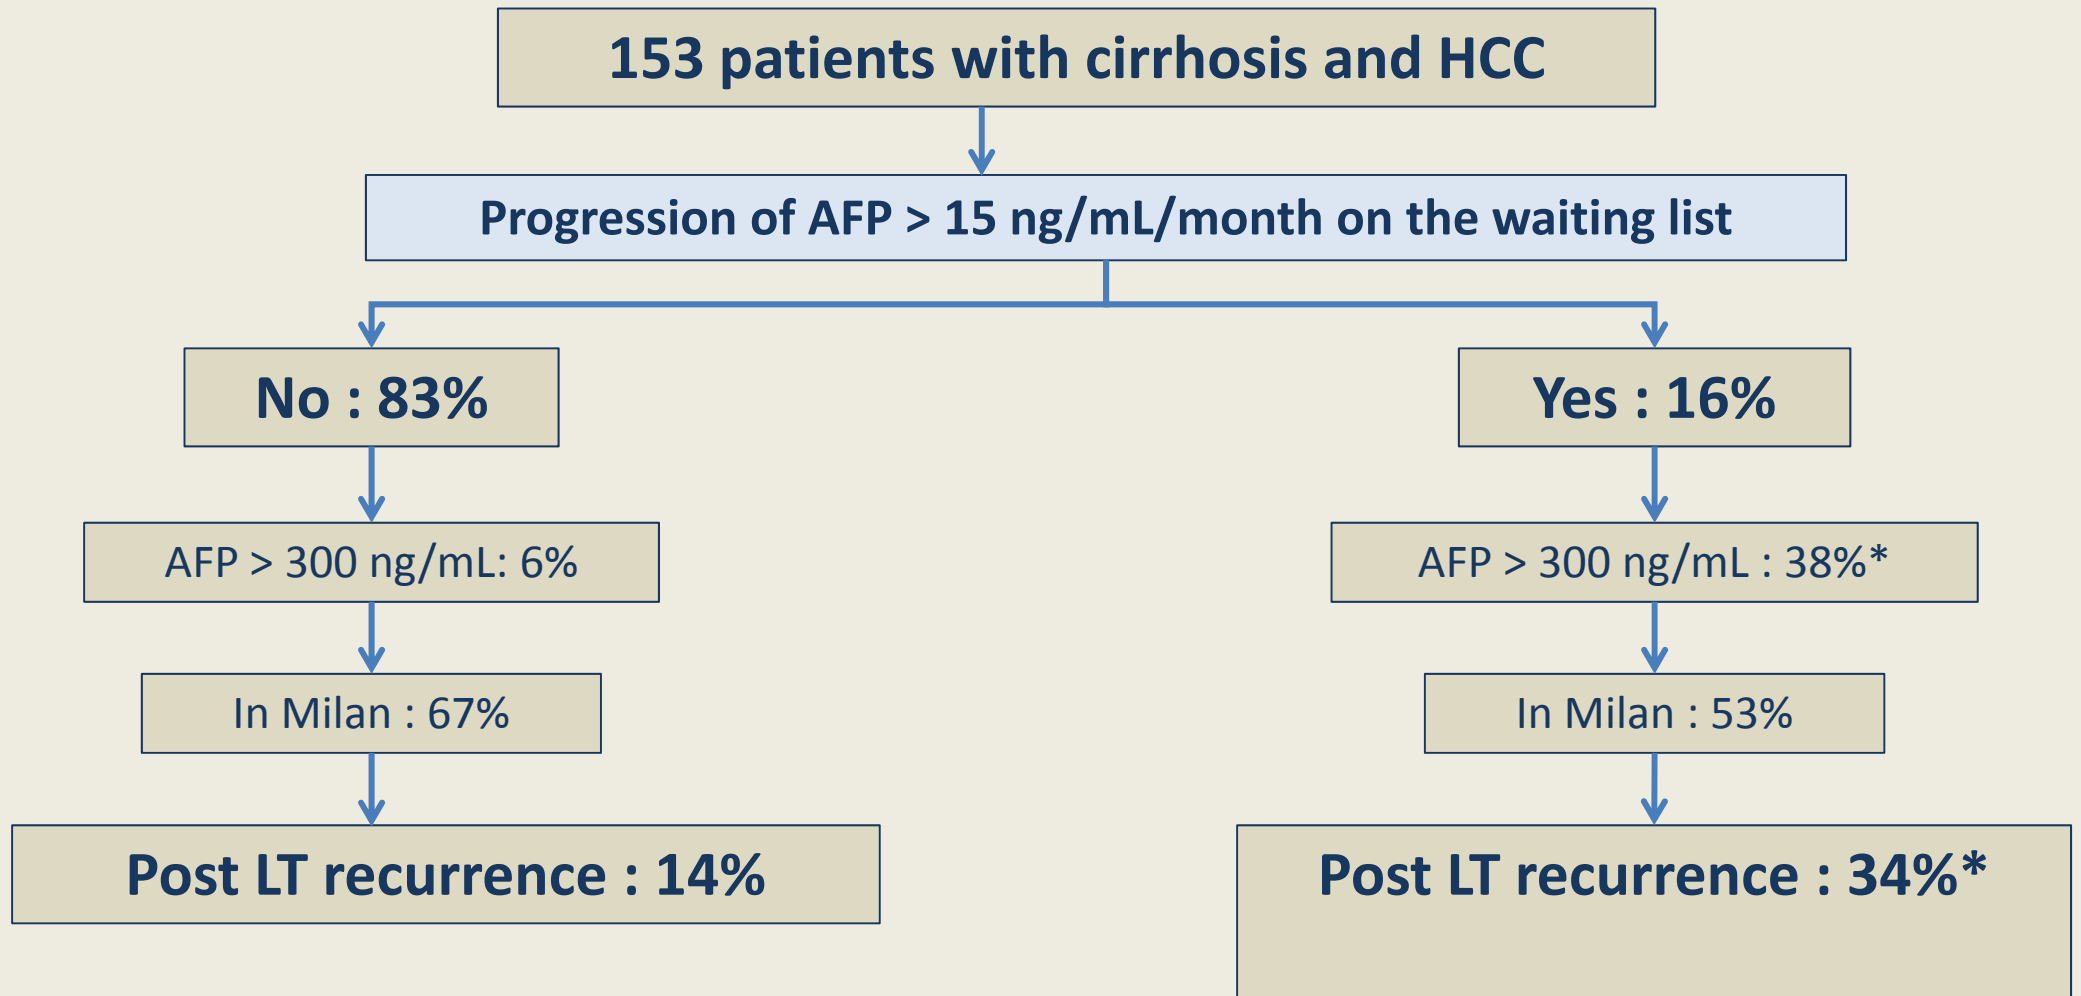 153 patients with cirrhosis and HCC
Progression of AFP > 15 ng/mL/month on the waiting list
No : 83%
Yes : 16%
AFP > 300 ng/mL: 6%
AFP > 300 ng/mL : 38%*
In Milan : 67%
In Milan : 53%
Post LT recurrence : 14%
Post LT recurrence : 34%*